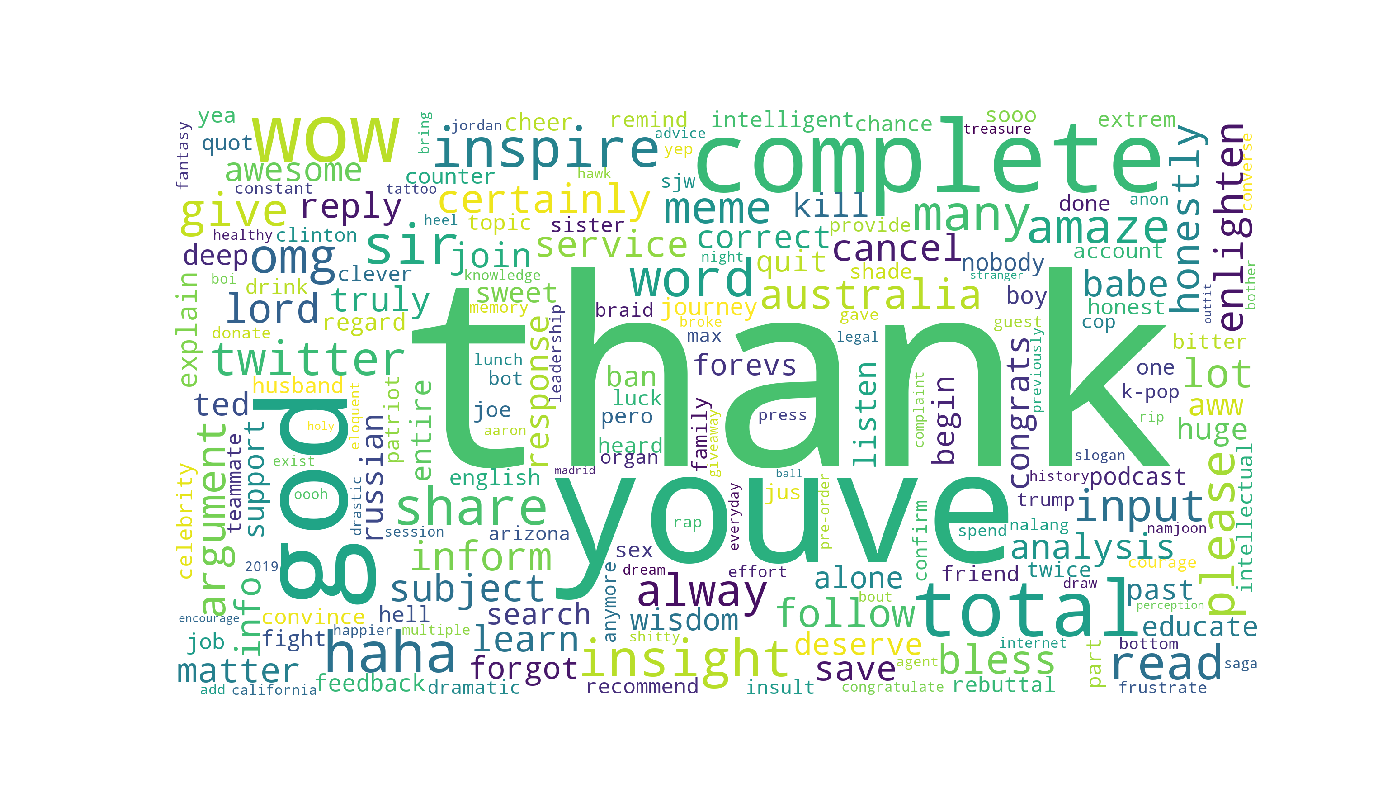 yea
wow
bring
jordan
cheer
remind
advice
intelligent
chance
sooo
treasure
extrem
fantasy
quot
awesome
inspire
yep
complete
honestly
enlighten
converse
constant
counter
tattoo
hawk
sjw
give
reply
certainly
meme
kill
many
done
anon
amaze
healthy
clinton
heel
topic
sister
correct
provide
deep
omg
sir
join
service
night
quit
cancel
nobody
account
boi
drink
clever
knowledge
word
shade
stranger
babe
bother
explain
lord
truly
sweet
memory
braid
journey
australia
boy
honest
outfit
donate
regard
leadership
broke
gave
guest
cop
twitter
thank
response
max
legal
previously
bitter
lunch
forevs
one
lot
husband
bot
ban
k-pop
ted
god
holy
eloquent
patriot
entire
joe
luck
pero
family
press
listen
complaint
begin
congrats
rip
aww
aaron
heard
giveaway
huge
argument
teammate
support
exist
russian
organ
slogan
celebrity
oooh
drastic
english
madrid
ball
history
podcast
please
intellectual
share
youve
rap
everyday
jus
pre-order
trump
input
session
arizona
confirm
spend
nalang
namjoon
2019
info
inform
sex
analysis
dream
effort
friend
twice
courage
subject
anymore
alway
alone
draw
past
encourage
convince
hell
search
bout
follow
total
perception
job
fight
happier
multiple
learn
wisdom
shitty
deserve
internet
bottom
educate
matter
haha
forgot
insight
save
agent
bless
part
read
saga
add
california
feedback
dramatic
recommend
insult
congratulate
rebuttal
frustrate